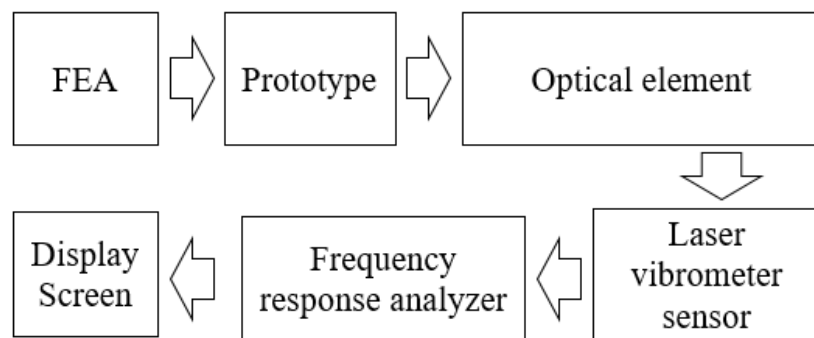 FEA
Prototype
Optical element
Laser
vibrometer
sensor
Frequency
response analyzer
Display
Screen